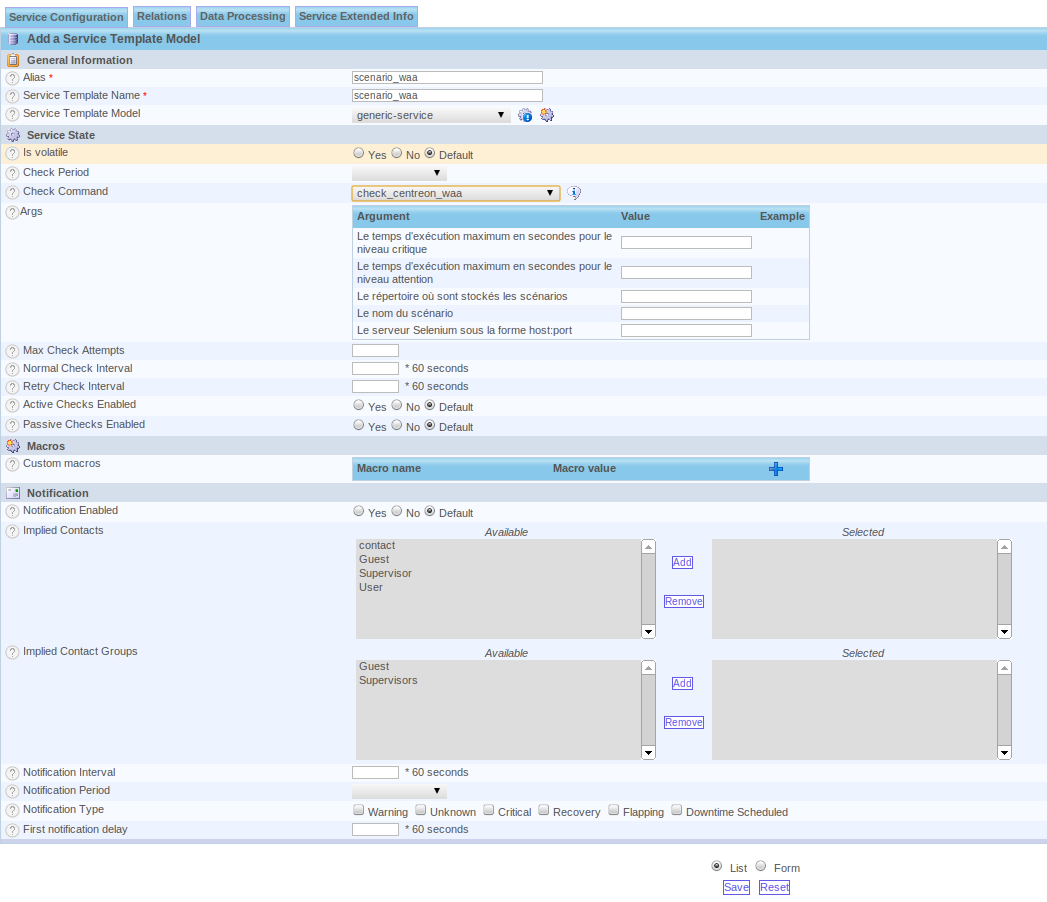 Service Configuration Relations Data Processing Service Extended Info
Add a Service Template Model
General Information
? Alias * scenario_waa
? Service Template Name * scenario_waa
? Service Template Model generic-service
Service State
? Is volatile Yes No Default
? Check Period
? Check Command check_centreon_waa
? Args Argument Value Example
Le temps d'exécution maximum en secondes pour le
niveau critique
Le temps d'exécution maximum en secondes pour le
niveau attention
Le répertoire où sont stockés les scénarios
Le nom du scénario
Le serveur Selenium sous la forme host:port
? Max Check Attempts
? Normal Check Interval * 60 seconds
? Retry Check Interval * 60 seconds
? Active Checks Enabled Yes No Default
? Passive Checks Enabled Yes No Default
Macros
? Custom macros Macro name Macro value
Notification
? Notification Enabled Yes No Default
? Implied Contacts Available Selected
contact
Guest
Supervisor
User
Add
Remove
? Implied Contact Groups Available Selected
Guest
Supervisors
Add
Remove
? Notification Interval * 60 seconds
? Notification Period
? Notification Type Warning Unknown Critical Recovery Flapping Downtime Scheduled
? First notification delay * 60 seconds
List Form
Save Reset